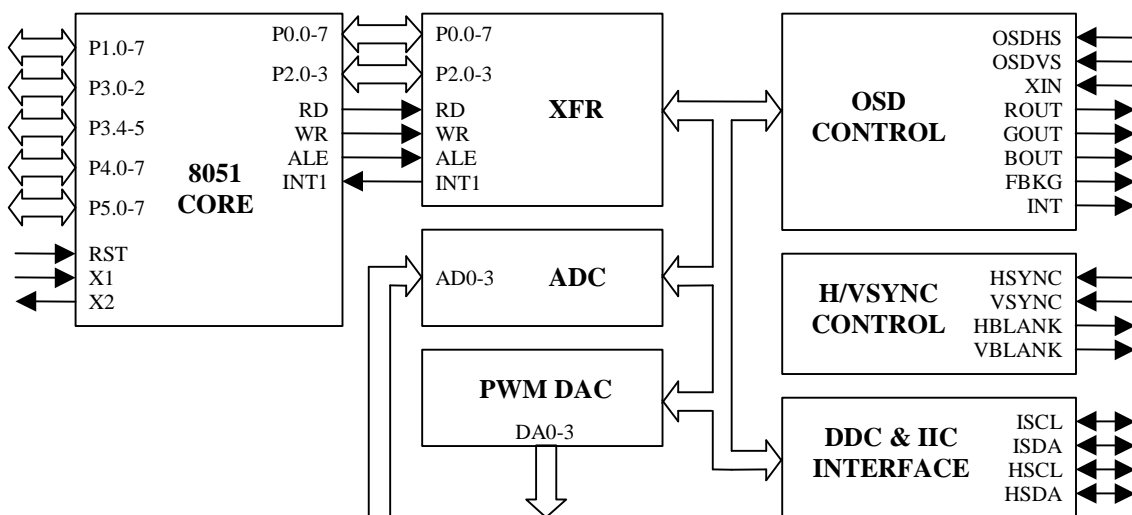 P1.0-7
P3.0-2
P3.4-5
P4.0-7
P5.0-7
RST
X1
X2
8051
CORE
P0.0-7
P2.0-3
RD
WR
ALE
INT1
P0.0-7
P2.0-3
RD
WR
ALE
INT1
XFR
OSD
CONTROL
OSDHS
OSDVS
XIN
ROUT
GOUT
BOUT
FBKG
INT
AD0-3
ADC
H/VSYNC
CONTROL
HSYNC
VSYNC
HBLANK
VBLANK
PWM DAC
DA0-3
DDC & IIC
INTERFACE
ISCL
ISDA
HSCL
HSDA